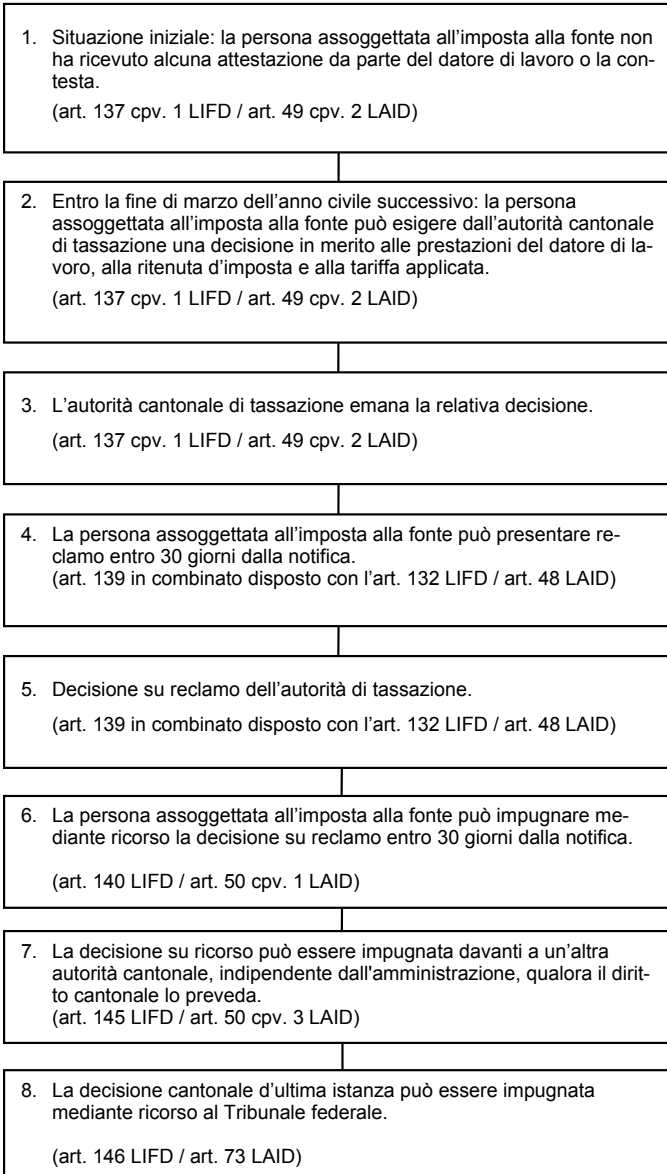 1. Situazione iniziale: la persona assoggettata all’imposta alla fonte non
ha ricevuto alcuna attestazione da parte del datore di lavoro o la con-
testa.
(art. 137 cpv. 1 LIFD / art. 49 cpv. 2 LAID)
2. Entro la fine di marzo dell’anno civile successivo: la persona
assoggettata all’imposta alla fonte può esigere dall’autorità cantonale
di tassazione una decisione in merito alle prestazioni del datore di la-
voro, alla ritenuta d’imposta e alla tariffa applicata.
(art. 137 cpv. 1 LIFD / art. 49 cpv. 2 LAID)
3. L’autorità cantonale di tassazione emana la relativa decisione.
(art. 137 cpv. 1 LIFD / art. 49 cpv. 2 LAID)
4. La persona assoggettata all’imposta alla fonte può presentare re-
clamo entro 30 giorni dalla notifica.
(art. 139 in combinato disposto con l’art. 132 LIFD / art. 48 LAID)
5. Decisione su reclamo dell’autorità di tassazione.
(art. 139 in combinato disposto con l’art. 132 LIFD / art. 48 LAID)
6. La persona assoggettata all’imposta alla fonte può impugnare me-
diante ricorso la decisione su reclamo entro 30 giorni dalla notifica.
(art. 140 LIFD / art. 50 cpv. 1 LAID)
7. La decisione su ricorso può essere impugnata davanti a un’altra
autorità cantonale, indipendente dall'amministrazione, qualora il dirit-
to cantonale lo preveda.
(art. 145 LIFD / art. 50 cpv. 3 LAID)
8. La decisione cantonale d’ultima istanza può essere impugnata
mediante ricorso al Tribunale federale.
(art. 146 LIFD / art. 73 LAID)